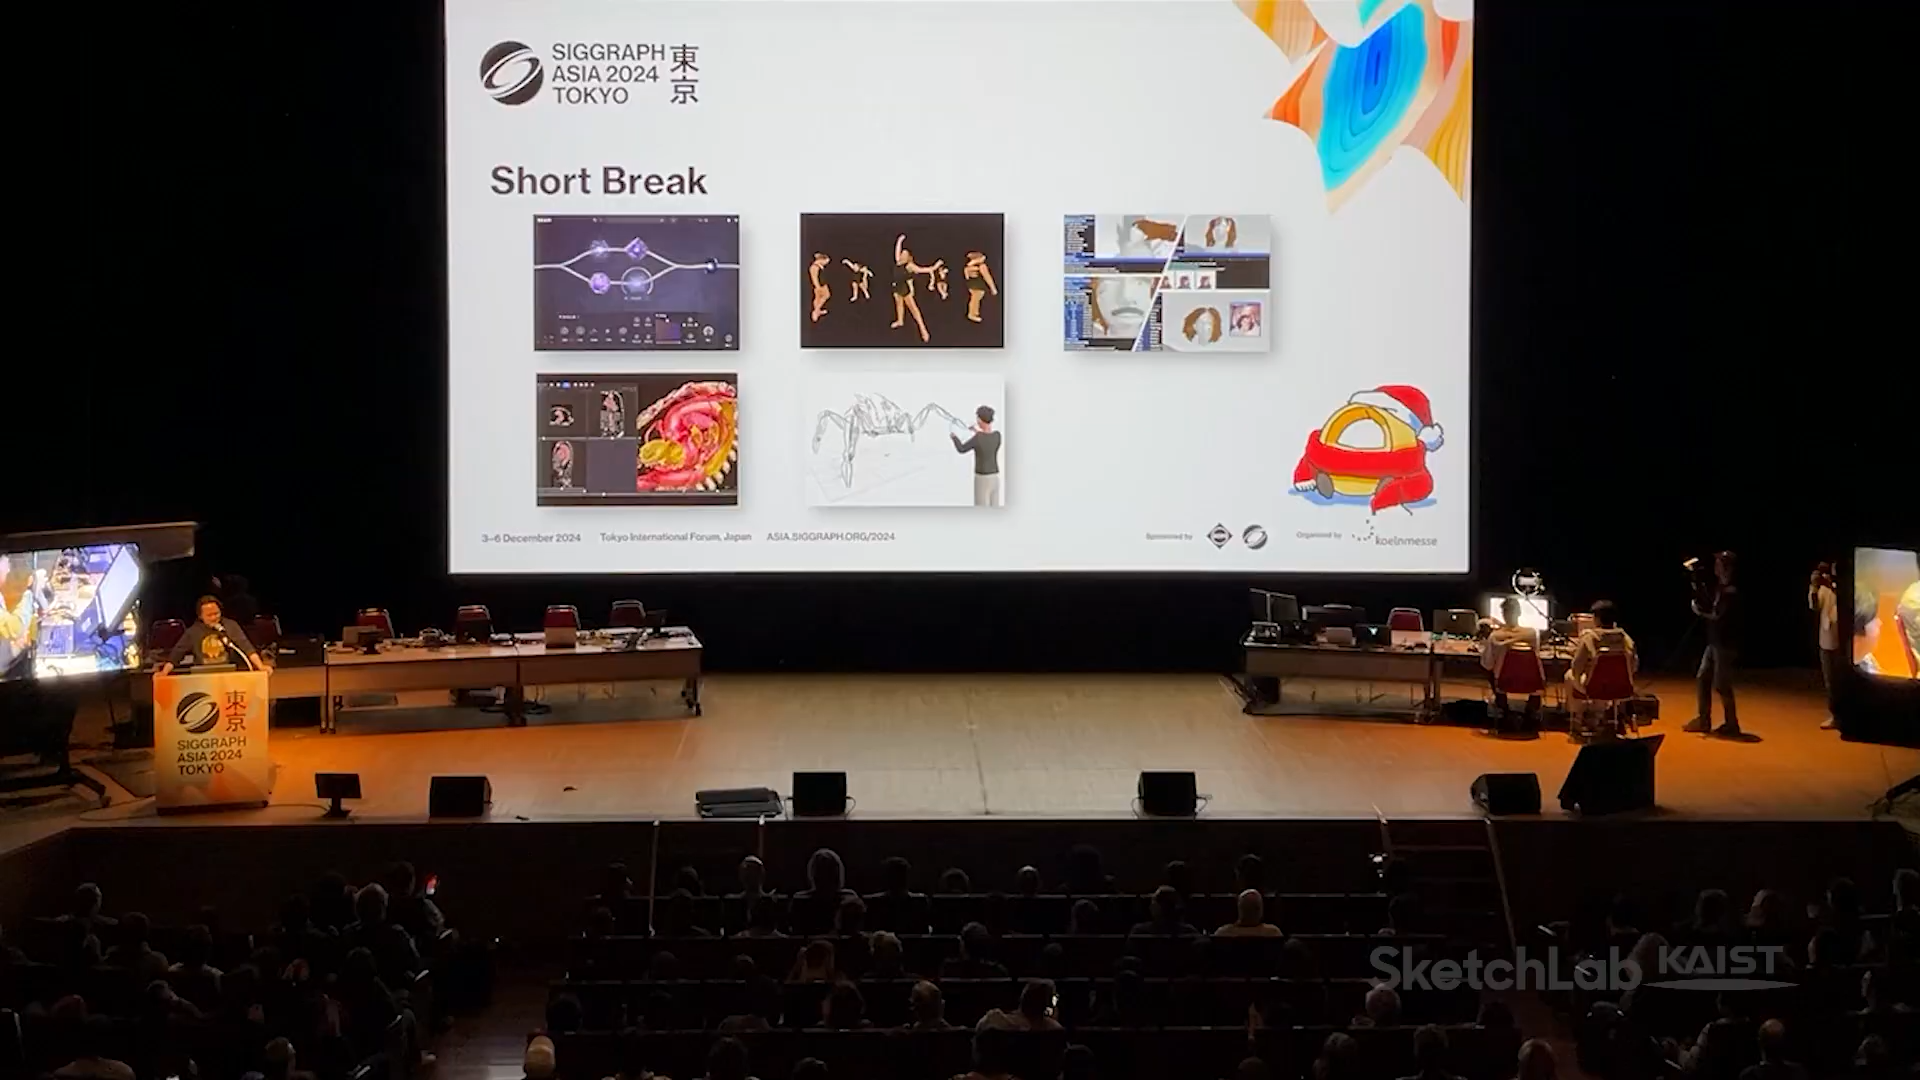 SIGGRAPH
ASIA 2024
TOKYO
東京
Short Break
3–6 December 2024 Tokyo International Forum, Japan ASIA.SIGGRAPH.ORG/2024
Sponsored by
Organised by
koelnmesse
東京
SIGGRAPH
ASIA 2024
TOKYO
SketchLab KAIST